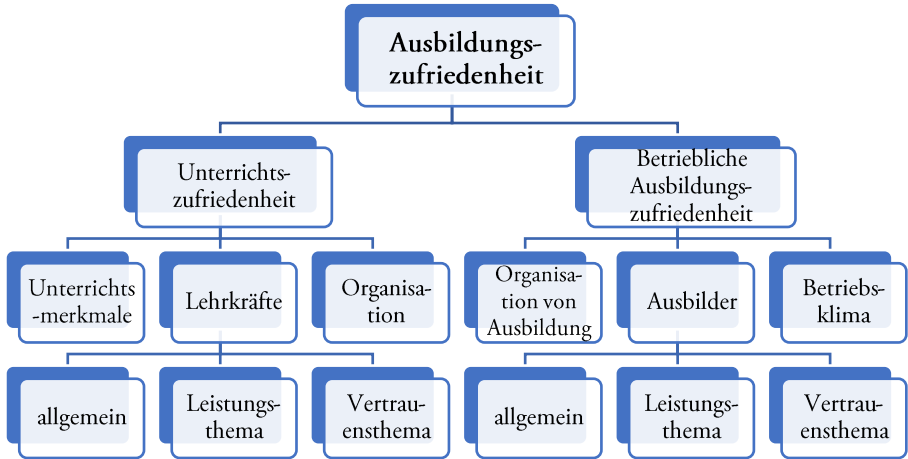 Ausbildungs-
zufriedenheit
Unterrichts-
zufriedenheit
Betriebliche
Ausbildungs-
zufriedenheit
Unterrichts
-merkmale
Lehrkräfte
Organisa-
tion
Organisa-
tion von
Ausbildung
Ausbilder
Betriebs-
klima
allgemein
Leistungs-
thema
Vertrau-
ensthema
allgemein
Leistungs-
thema
Vertrau-
ensthema